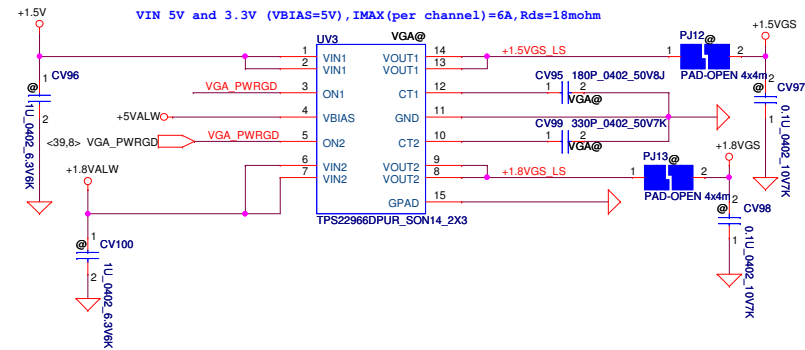 VIN 5V and 3.3V (VBIAS=5V),IMAX(per channel)=6A,Rds=18mohm
+1.5V
UV3
VGA@
1 VIN1
2 VIN1
VOUT1 14
VOUT1 13
+1.5VGS_LS
1 PJ12 @ 2
PAD-OPEN 4x4m
+1.5VGS
@ 1 CV96 2
1U_0402_6.3V6K
VGA_PWRGD
3 ON1
CT1 12
CV95 180P_0402_50V8J
1 2
VGA@
1 @ CV97 2
0.1U_0402_10V7K
+5VALW
4 VBIAS
GND 11
<39,8> VGA_PWRGD
VGA_PWRGD
5 ON2
CT2 10
CV99 330P_0402_50V7K
1 2
VGA@
+1.8VALW
6 VIN2
7 VIN2
VOUT2 9
VOUT2 8
+1.8VGS_LS
1 PJ13 @ 2
PAD-OPEN 4x4m
+1.8VGS
GPAD 15
TPS22966DPUR_SON14_2X3
@ 2 CV98 1
0.1U_0402_10V7K
@ 1 CV100 2
1U_0402_6.3V6K